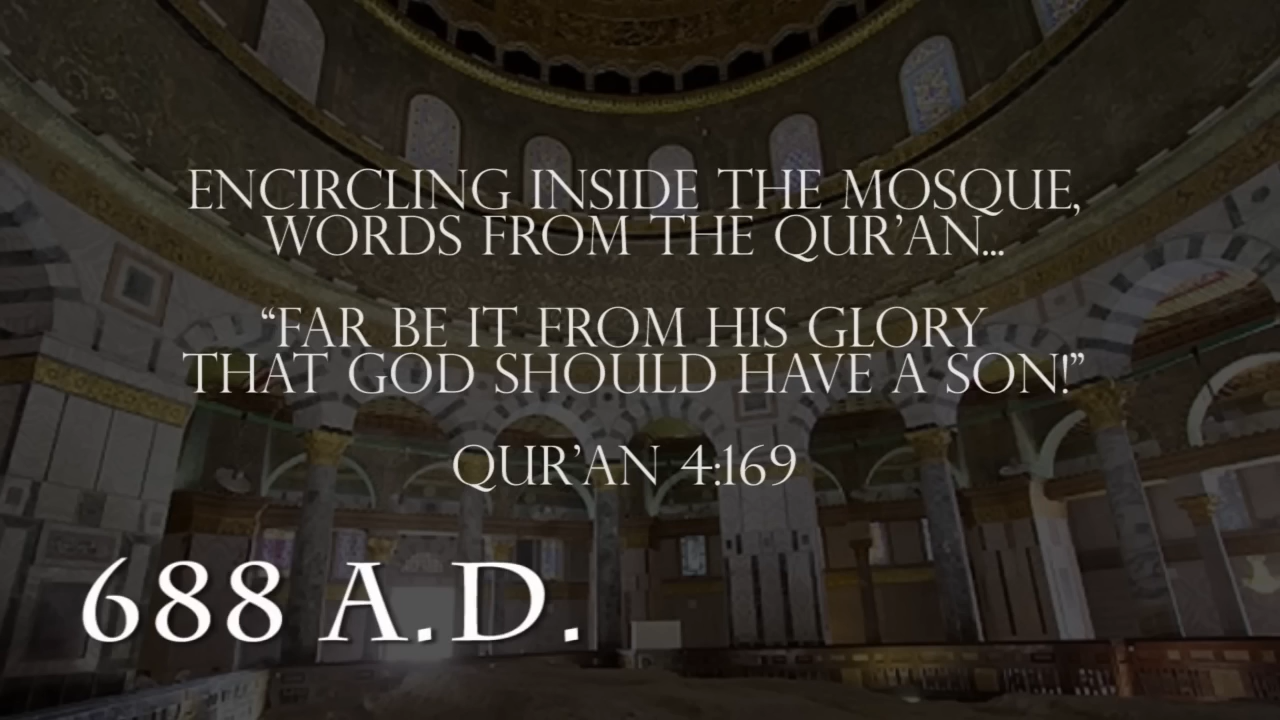 ENCIRCLING INSIDE THE MOSQUE,
WORDS FROM THE QUR’AN...
“FAR BE IT FROM HIS GLORY
THAT GOD SHOULD HAVE A SON!”
QUR’AN 4:169
688 A.D.